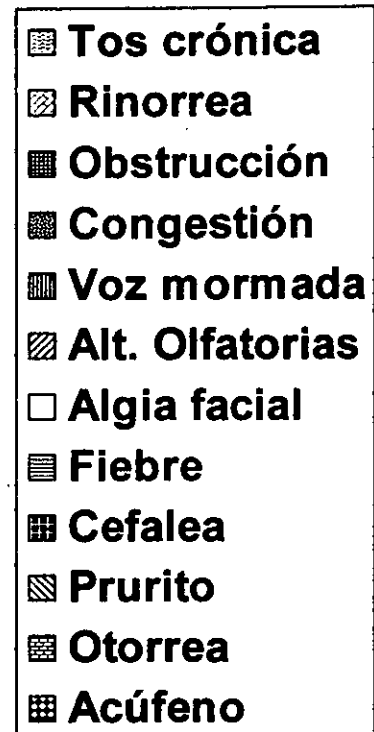 Tos crónica
Rinorrea
Obstrucción
Congestión
Voz mormada
Alt. Olfatorias
Algia facial
Fiebre
Cefalea
Prurito
Otorrea
Acúfeno